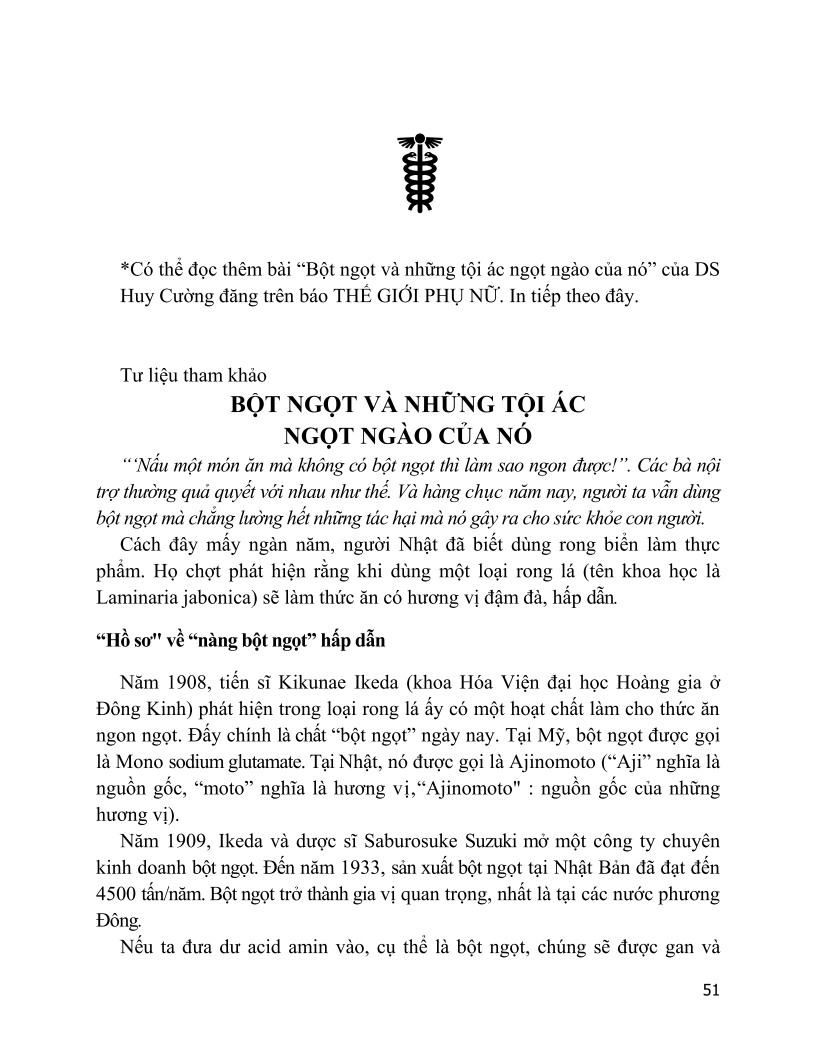 *Có thể đọc thêm bài “Bột ngọt và những tội ác ngọt ngào của nó” của DS
Huy Cường đăng trên báo THẾ GIỚI PHỤ NỮ. In tiếp theo đây.
Tư liệu tham khảo
BỘT NGỌT VÀ NHỮNG TỘI ÁC
NGỌT NGÀO CỦA NÓ
“‘Nấu một món ăn mà không có bột ngọt thì làm sao ngon được!”. Các bà nội
trợ thường quả quyết với nhau như thế. Và hàng chục năm nay, người ta vẫn dùng
bột ngọt mà chẳng lường hết những tác hại mà nó gây ra cho sức khỏe con người.
Cách đây mấy ngàn năm, người Nhật đã biết dùng rong biển làm thực
phẩm. Họ chợt phát hiện rằng khi dùng một loại rong lá (tên khoa học là
Laminaria jabonica) sẽ làm thức ăn có hương vị đậm đà, hấp dẫn.
“Hồ sơ" về “nàng bột ngọt” hấp dẫn
Năm 1908, tiến sĩ Kikunae Ikeda (khoa Hóa Viện đại học Hoàng gia ở
Đông Kinh) phát hiện trong loại rong lá ấy có một hoạt chất làm cho thức ăn
ngon ngọt. Đấy chính là chất “bột ngọt” ngày nay. Tại Mỹ, bột ngọt được gọi
là Mono sodium glutamate. Tại Nhật, nó được gọi là Ajinomoto (“Aji” nghĩa là
nguồn gốc, “moto” nghĩa là hương vị,“Ajinomoto" : nguồn gốc của những
hương vị).
Năm 1909, Ikeda và dược sĩ Saburosuke Suzuki mở một công ty chuyên
kinh doanh bột ngọt. Đến năm 1933, sản xuất bột ngọt tại Nhật Bản đã đạt đến
4500 tấn/năm. Bột ngọt trở thành gia vị quan trọng, nhất là tại các nước phương
Đông.
Nếu ta đưa dư acid amin vào, cụ thể là bột ngọt, chúng sẽ được gan và
51